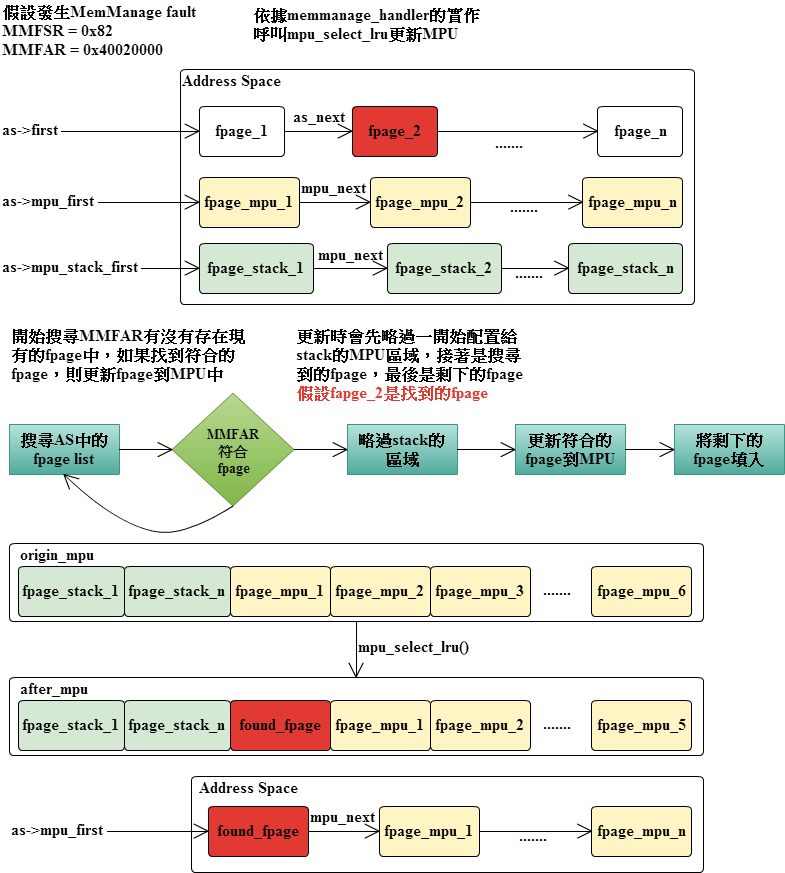 假設發生MemManage fault
MMFSR = 0x82
MMFAR = 0x40020000
依據memmanage_handler的實作
呼叫mpu_select_lru更新MPU
Address Space
as->first
fpage_1
as_next
fpage_2
.......
fpage_n
as->mpu_first
fpage_mpu_1
mpu_next
fpage_mpu_2
.......
fpage_mpu_n
as->mpu_stack_first
fpage_stack_1
mpu_next
fpage_stack_2
.......
fpage_stack_n
開始搜尋MMFAR有沒有存在現
有的fpage中，如果找到符合的
fpage，則更新fpage到MPU中
更新時會先略過一開始配置給
stack的MPU區域，接著是搜尋
到的fpage，最後是剩下的fpage
假設fapge_2是找到的fpage
搜尋AS中的
fpage list
MMFAR
符合
fpage
略過stack的
區域
更新符合的
fpage到MPU
將剩下的
fpage填入
origin_mpu
fpage_stack_1
fpage_stack_n
fpage_mpu_1
fpage_mpu_2
fpage_mpu_3
.......
fpage_mpu_6
mpu_select_lru()
after_mpu
fpage_stack_1
fpage_stack_n
found_fpage
fpage_mpu_1
fpage_mpu_2
.......
fpage_mpu_5
Address Space
as->mpu_first
found_fpage
mpu_next
fpage_mpu_1
.......
fpage_mpu_n